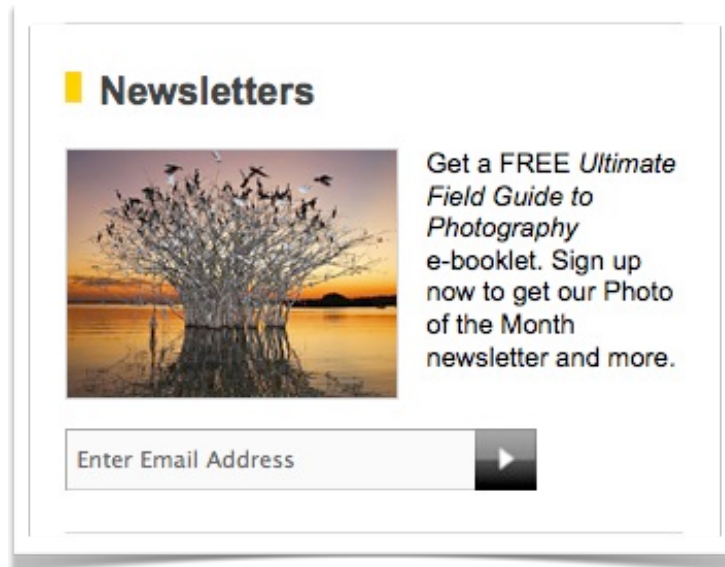 Newsletters
Get a FREE Ultimate
Field Guide to
Photography
e-booklet. Sign up
now to get our Photo
of the Month
newsletter and more.
Enter Email Address